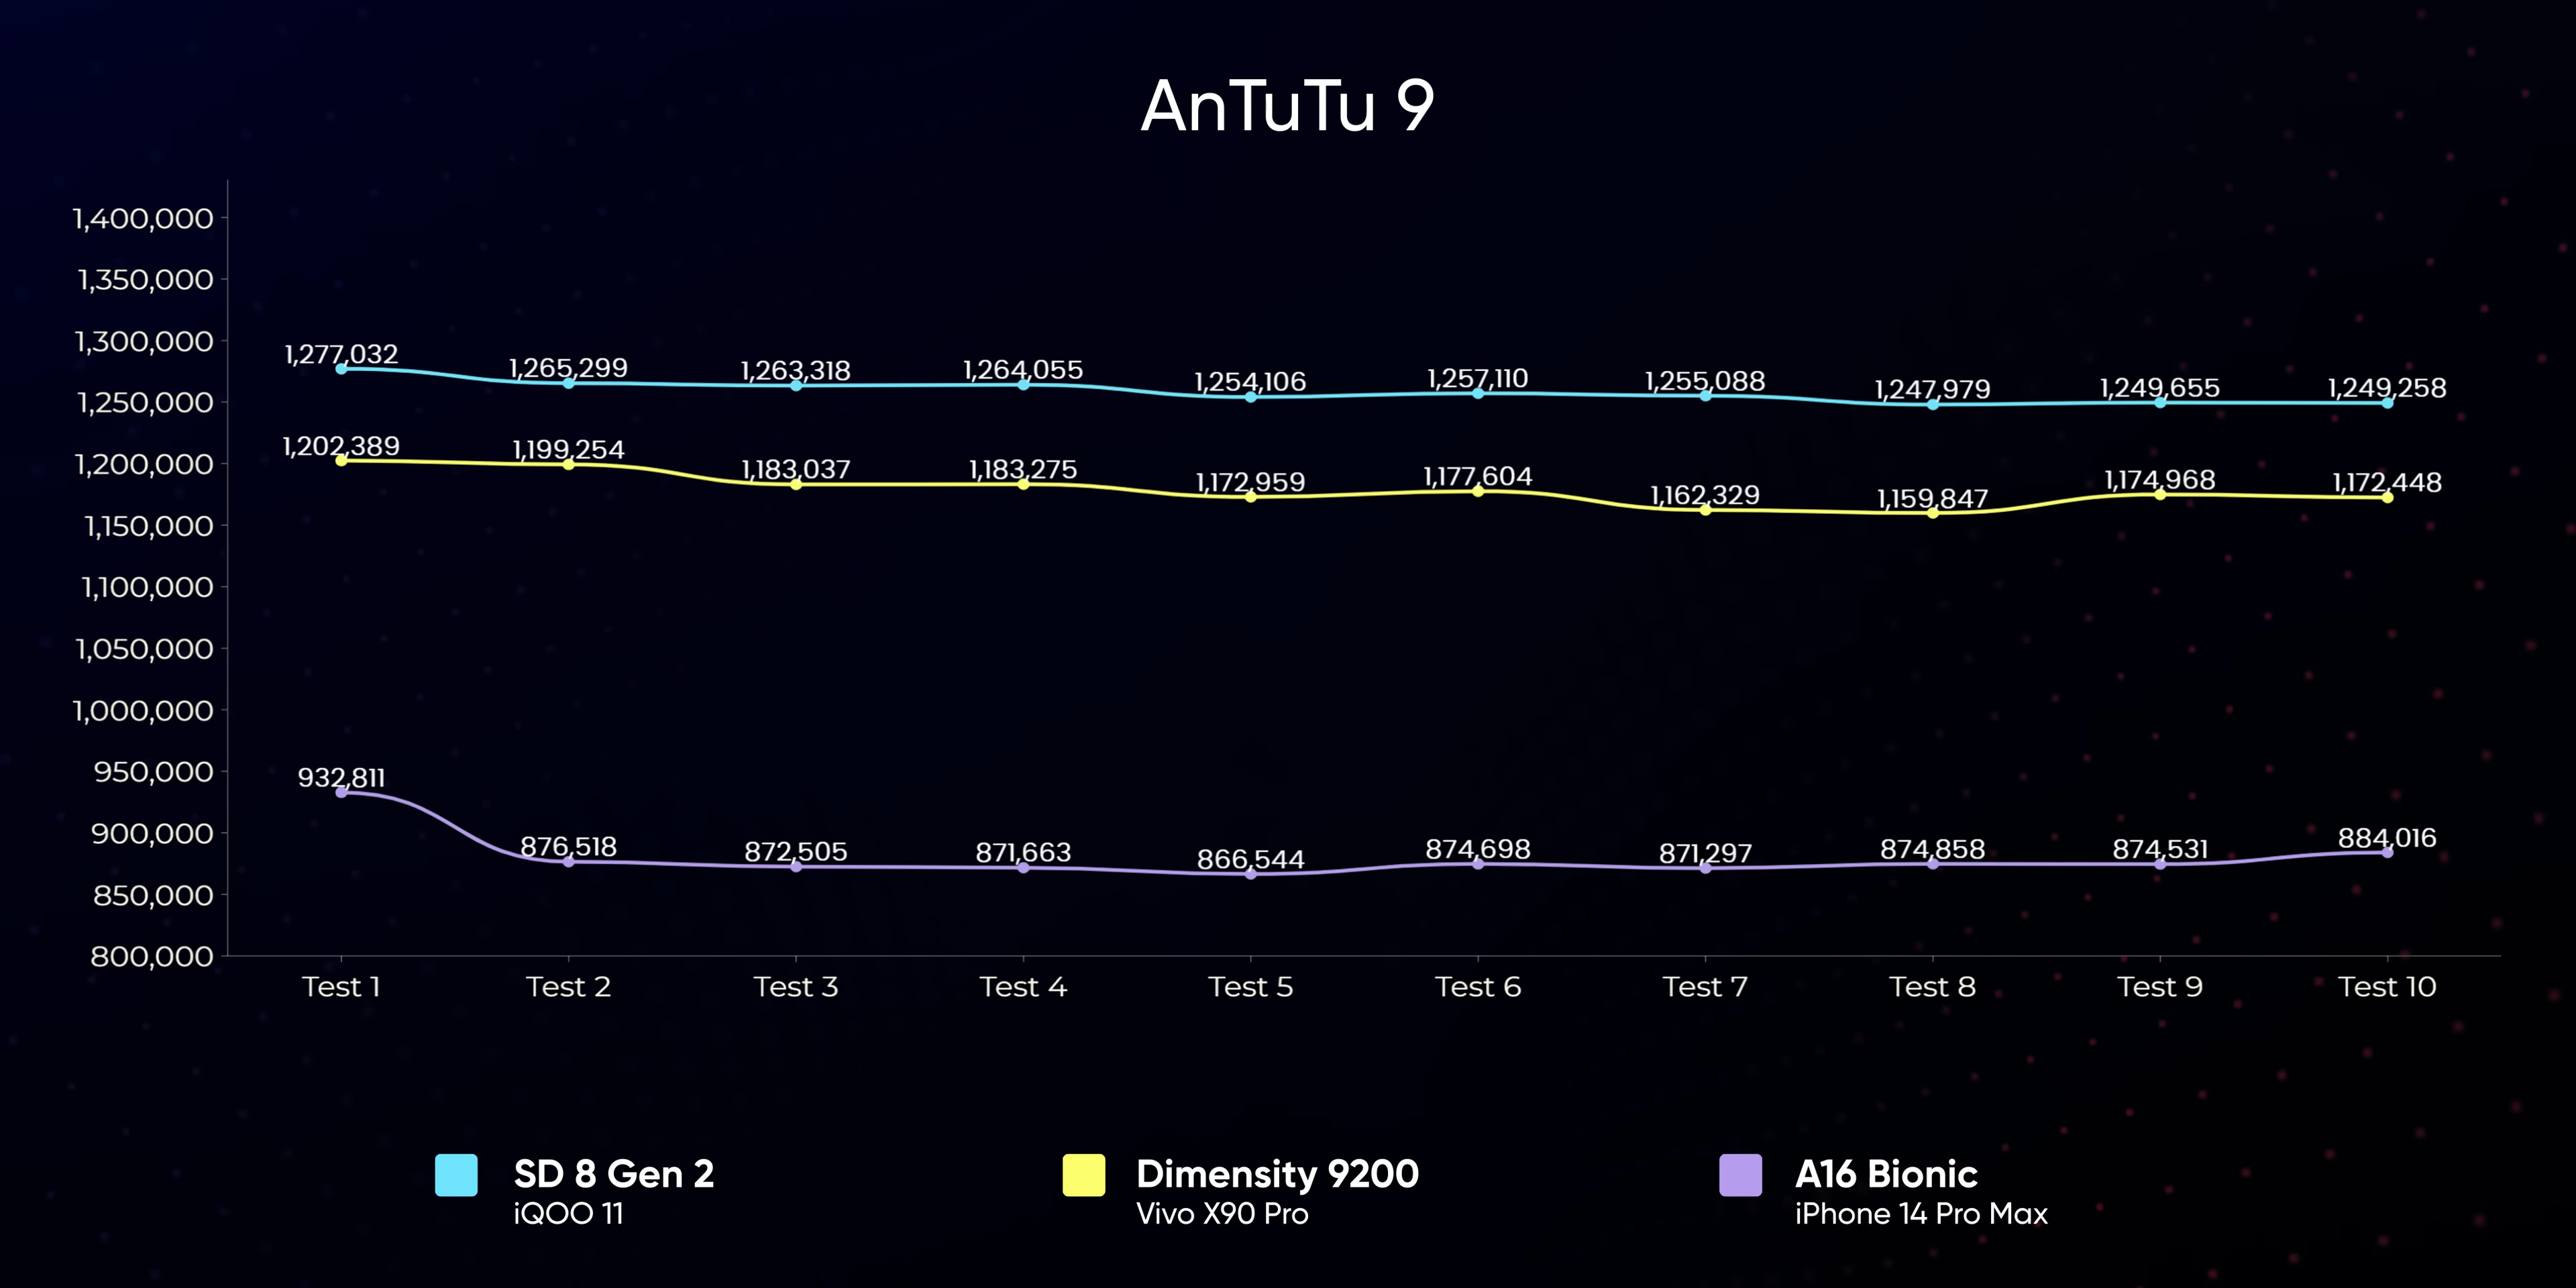 AnTuTu 9
1,400,000
1,350,000
1,300,000
1,250,000
1,200,000
1,150,000
1,100,000
1,050,000
1,000,000
950,000
900,000
850,000
800,000
1,277,032 1,265,299 1,263,318 1,264,055 1,254,106 1,257,110 1,255,088 1,247,979 1,249,655 1,249,258
1,202,389 1,199,254 1,183,037 1,183,275 1,172,959 1,177,604 1,162,329 1,159,847 1,174,968 1,172,448
932,811 876,518 872,505 871,663 866,544 874,698 871,297 874,858 874,531 884,016
Test 1 Test 2 Test 3 Test 4 Test 5 Test 6 Test 7 Test 8 Test 9 Test 10
SD 8 Gen 2
iQOO 11
Dimensity 9200
Vivo X90 Pro
A16 Bionic
iPhone 14 Pro Max